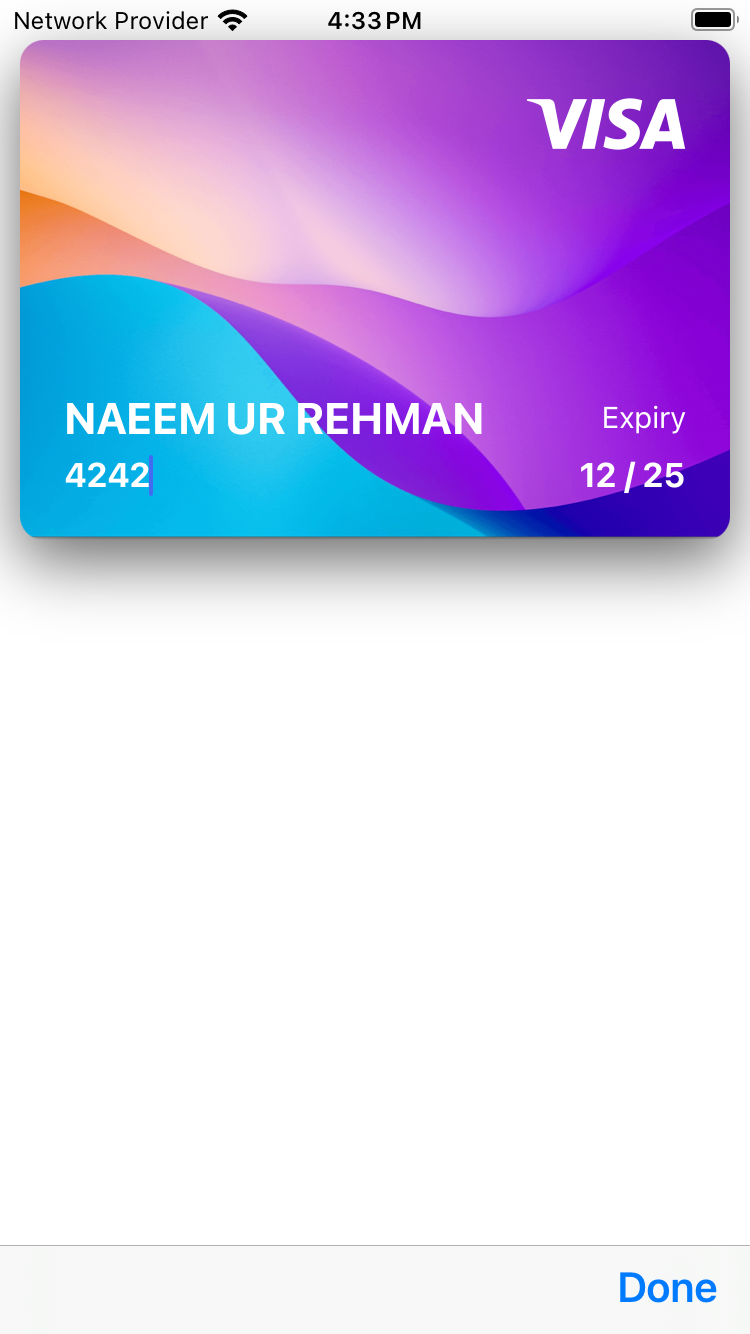 Network Provider 4:33 PM
VISA
NAEEM UR REHMAN Expiry
4242 12 / 25
Done